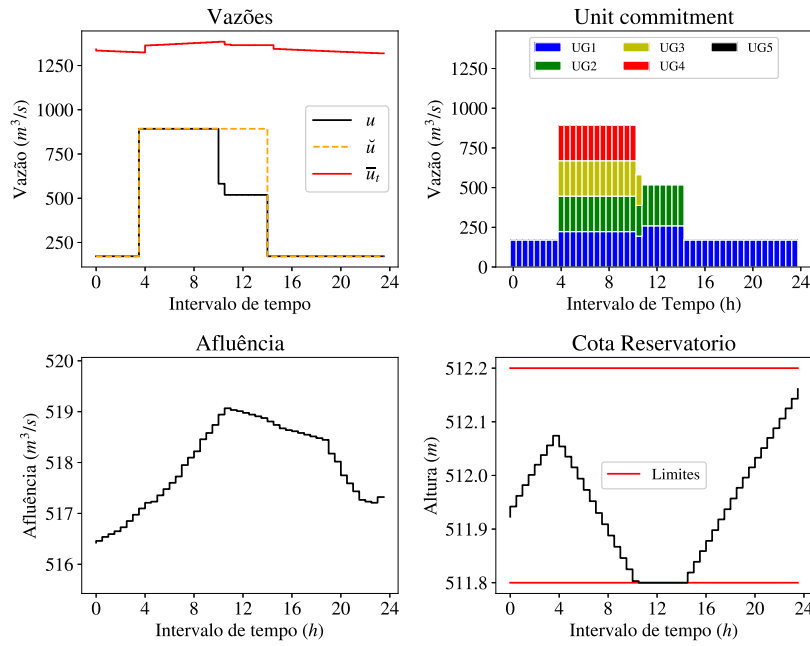 Vazões
1250
1000
750
500
250
0
4
8
12
16
20
24
Vazão (m³/s)
Intervalo de tempo
u
ŭ
u̅ₜ
Unit commitment
UG1
UG2
UG3
UG4
UG5
1250
1000
750
500
250
0
0
4
8
12
16
20
24
Vazão (m³/s)
Intervalo de Tempo (h)
Afluência
520
519
518
517
516
0
4
8
12
16
20
24
Afluência (m³/s)
Intervalo de tempo (h)
Cota Reservatorio
512.2
512.1
512.0
511.9
511.8
0
4
8
12
16
20
24
Altura (m)
Limites
Intervalo de tempo (h)